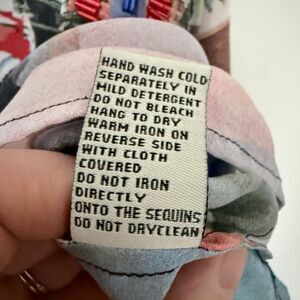 HAND WASH COLD
SEPARATELY IN
MILD DETERGENT
DO NOT BLEACH
HANG TO DRY
WARM IRON ON
REVERSE SIDE
WITH CLOTH
COVERED
DO NOT IRON
DIRECTLY
ONTO THE SEQUINS
DO NOT DRYCLEAN